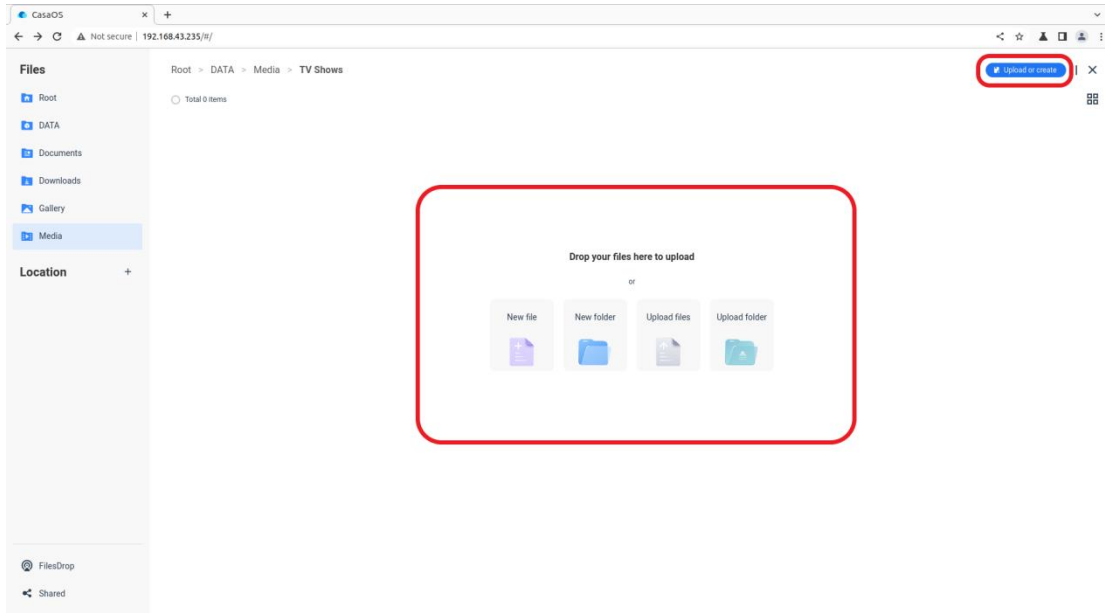 CasaOS
Not secure | 192.168.43.235/#/
Files
Root > DATA > Media > TV Shows
Upload or create
Root
Total 0 items
DATA
Documents
Downloads
Gallery
Media
Location +
Drop your files here to upload
or
New file New folder Upload files Upload folder
FilesDrop
Shared